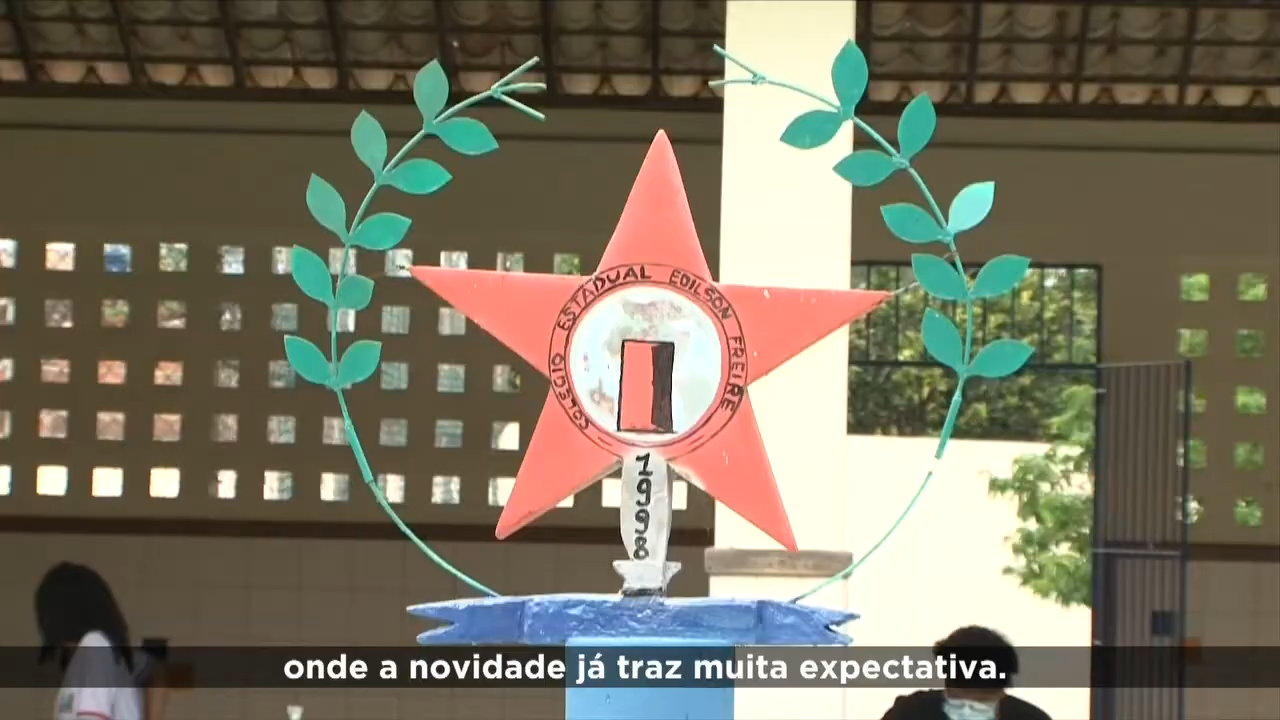 COLÉGIO ESTADUAL EDILSON FREIRE
1998
onde a novidade já traz muita expectativa.